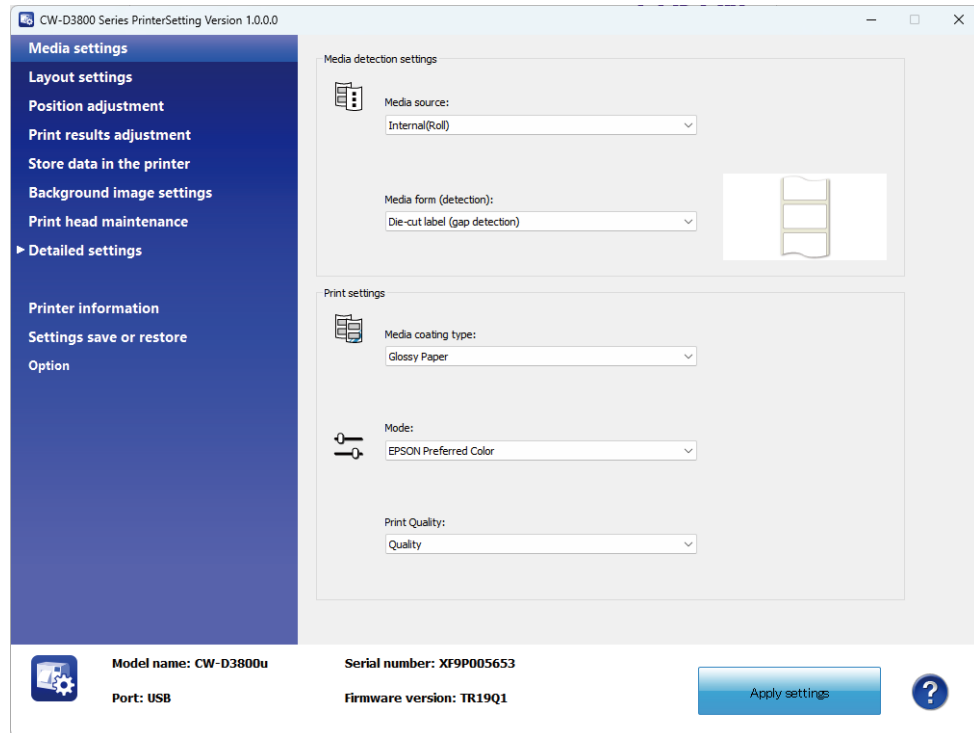 CW-D3800 Series PrinterSetting Version 1.0.0.0
Media settings
Layout settings
Position adjustment
Print results adjustment
Store data in the printer
Background image settings
Print head maintenance
Detailed settings
Printer information
Settings save or restore
Option
Media detection settings
Media source:
Internal(Roll)
Media form (detection):
Die-cut label (gap detection)
Print settings
Media coating type:
Glossy Paper
Mode:
EPSON Preferred Color
Print Quality:
Quality
Model name: CW-D3800u
Serial number: XF9P005653
Port: USB
Firmware version: TR19Q1
Apply settings
?